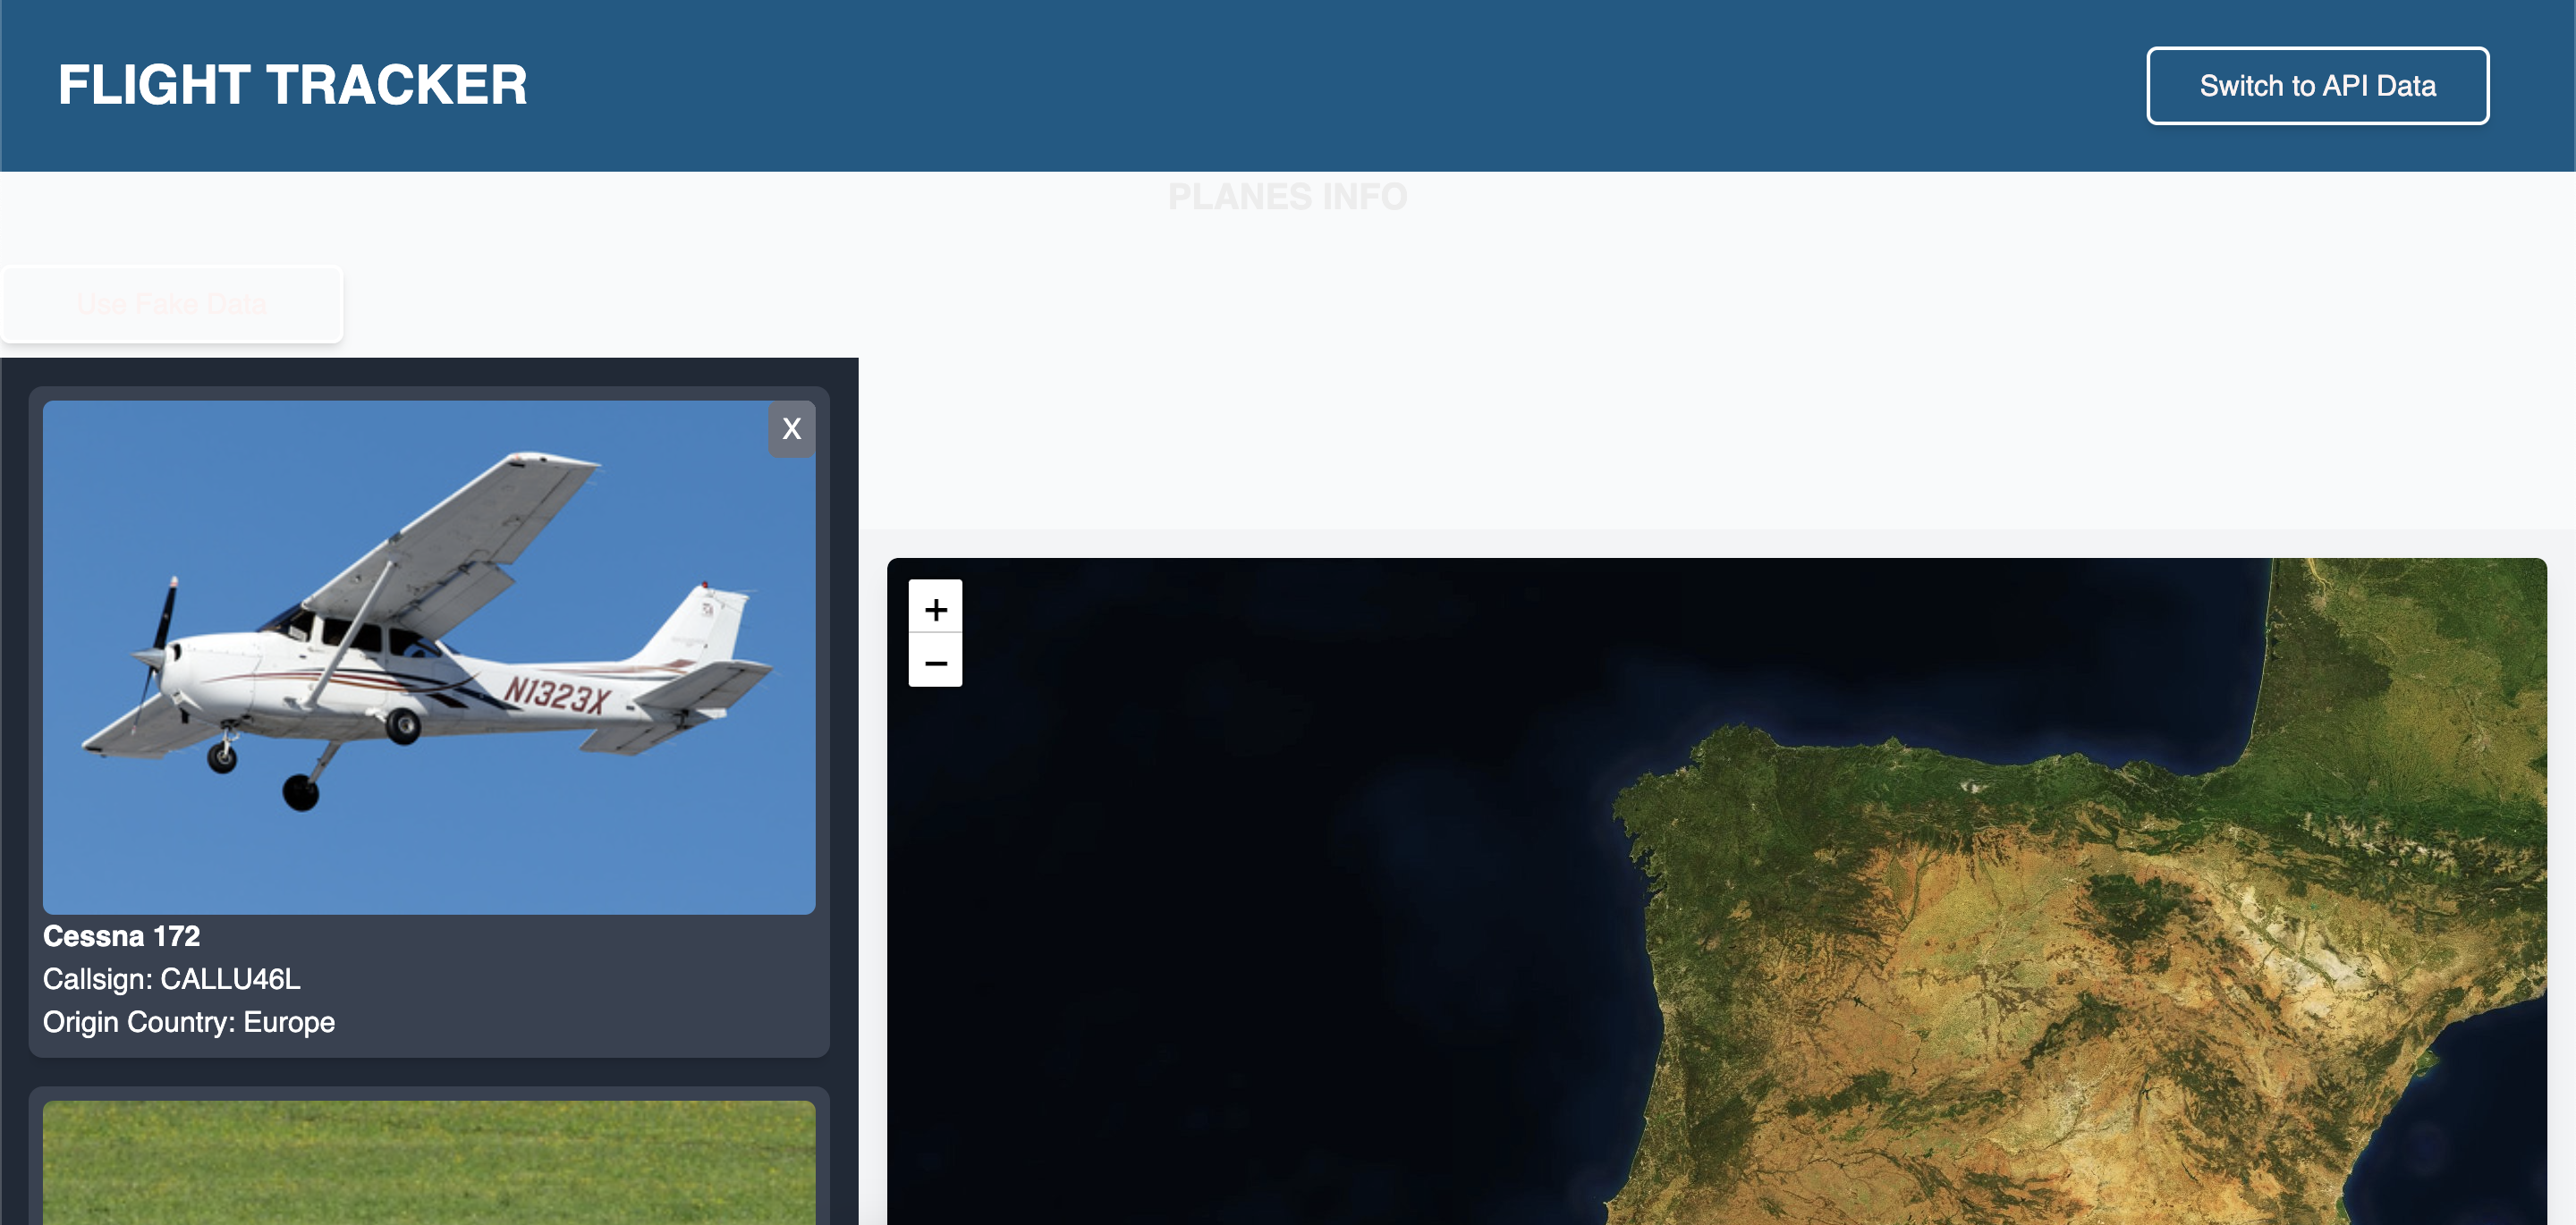 FLIGHT TRACKER
Switch to API Data
PLANES INFO
Use Fake Data
X
N1323X
Cessna 172
Callsign: CALLU46L
Origin Country: Europe
+
−